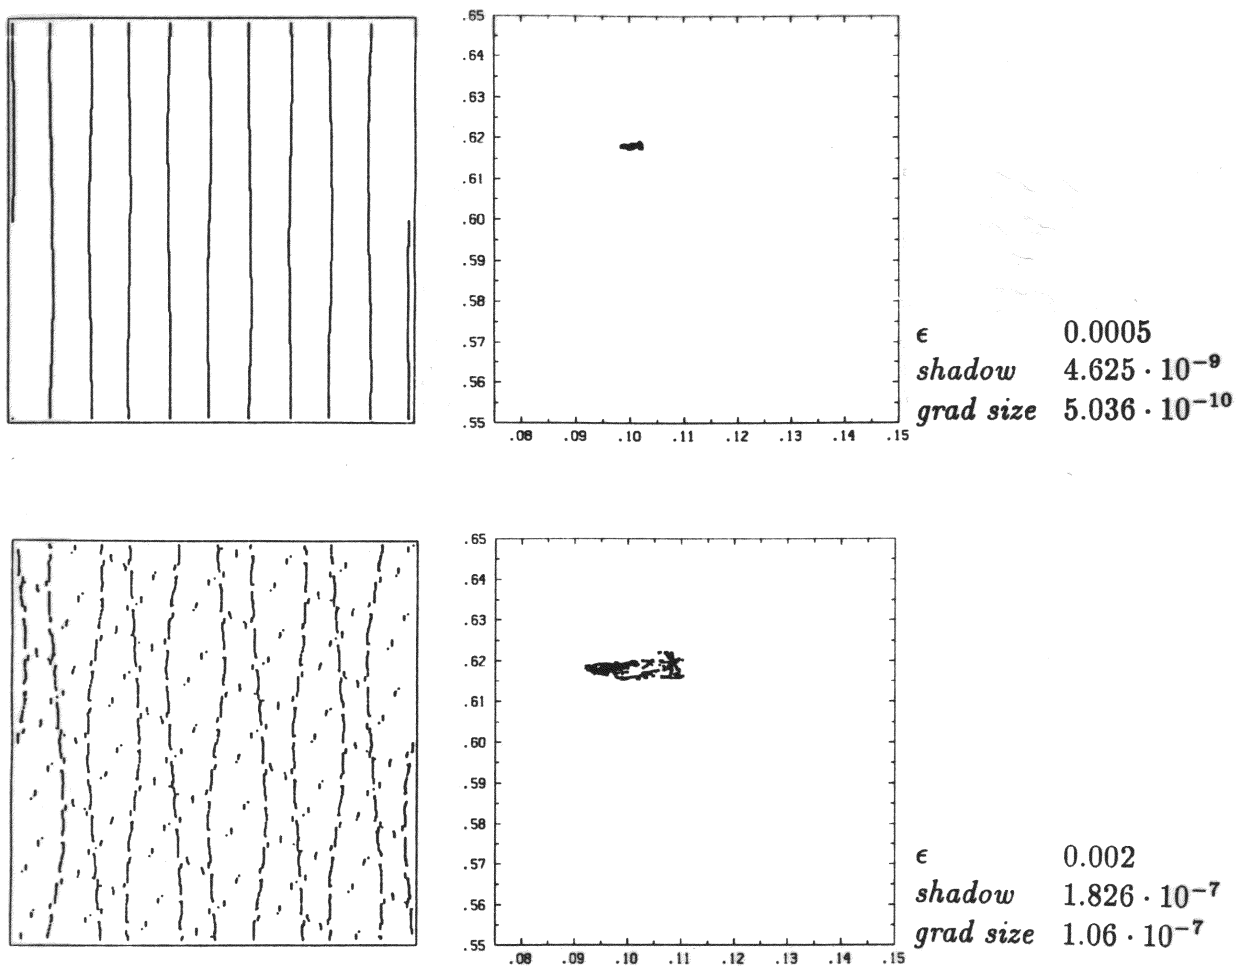 .65
.64
.63
.62
.61
.60
.59
.58
.57
.56
.55
.08 .09 .10 .11 .12 .13 .14 .15
ϵ 0.0005
shadow 4.625 · 10⁻⁹
grad size 5.036 · 10⁻¹⁰
.65
.64
.63
.62
.61
.60
.59
.58
.57
.56
.55
.08 .09 .10 .11 .12 .13 .14 .15
ϵ 0.002
shadow 1.826 · 10⁻⁷
grad size 1.06 · 10⁻⁷